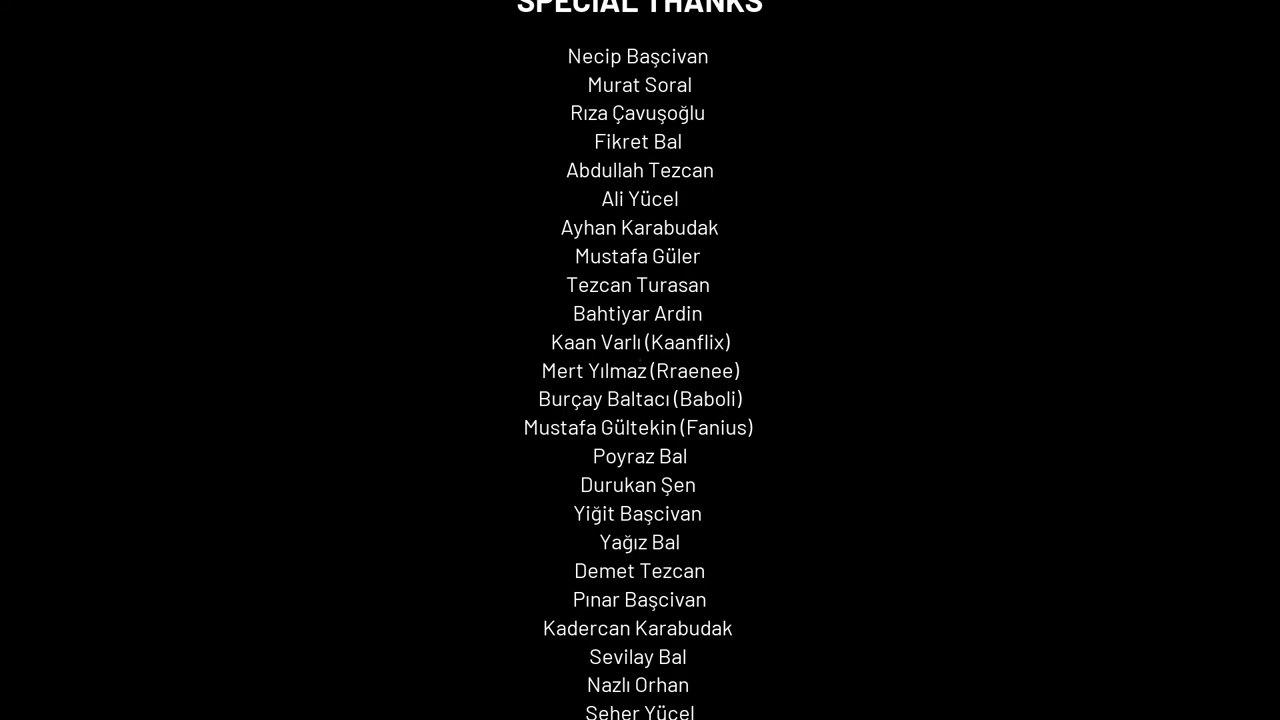 SPECIAL THANKS
Necip Başcivan
Murat Soral
Rıza Çavuşoğlu
Fikret Bal
Abdullah Tezcan
Ali Yücel
Ayhan Karabudak
Mustafa Güler
Tezcan Turasan
Bahtiyar Ardin
Kaan Varlı (Kaanflix)
Mert Yılmaz (Rraenee)
Burçay Baltacı (Baboli)
Mustafa Gültekin (Fanius)
Poyraz Bal
Durukan Şen
Yiğit Başcivan
Yağız Bal
Demet Tezcan
Pınar Başcivan
Kadercan Karabudak
Sevilay Bal
Nazlı Orhan
Seher Yücel